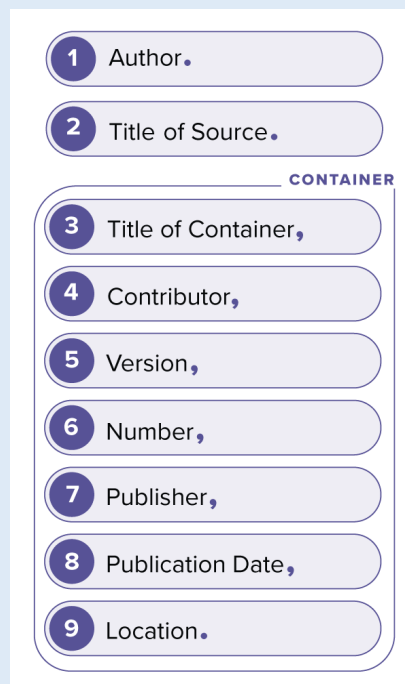 1 Author.
2 Title of Source.
CONTAINER
3 Title of Container,
4 Contributor,
5 Version,
6 Number,
7 Publisher,
8 Publication Date,
9 Location.